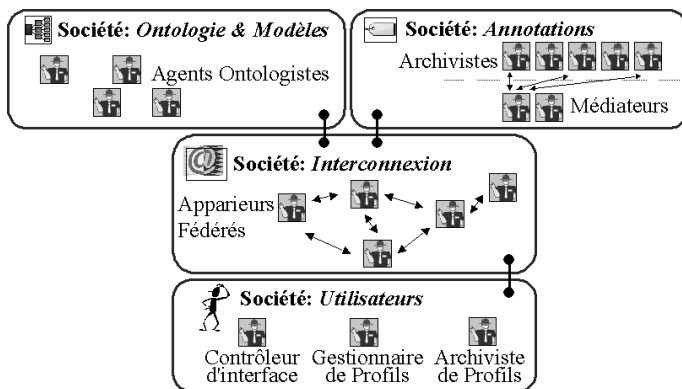 Société: Ontologie & Modèles
Agents Ontologistes
Société: Annotations
Archivistes
Médiateurs
Société: Interconnexion
Apparieurs
Fédérés
Société: Utilisateurs
Contrôleur
d'interface
Gestionnaire
de Profils
Archiviste
de Profils